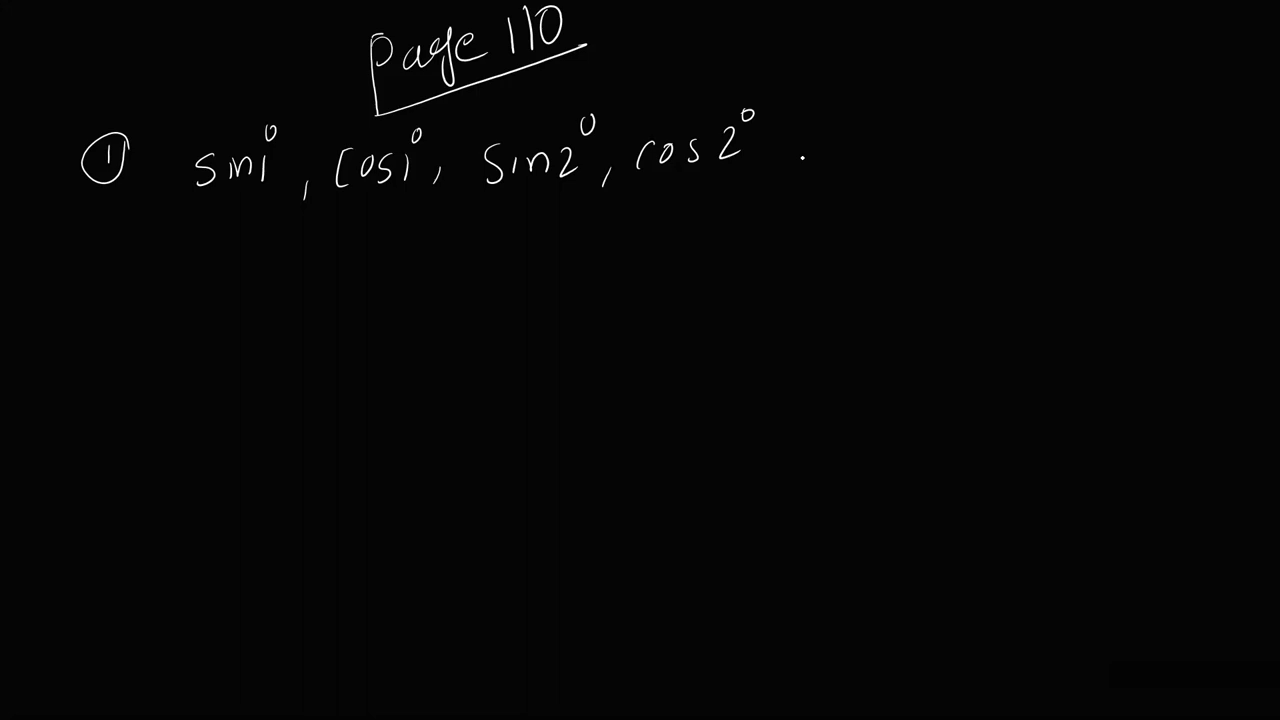 Page 110
① sin1°, cos1°, sin2°, cos2° .